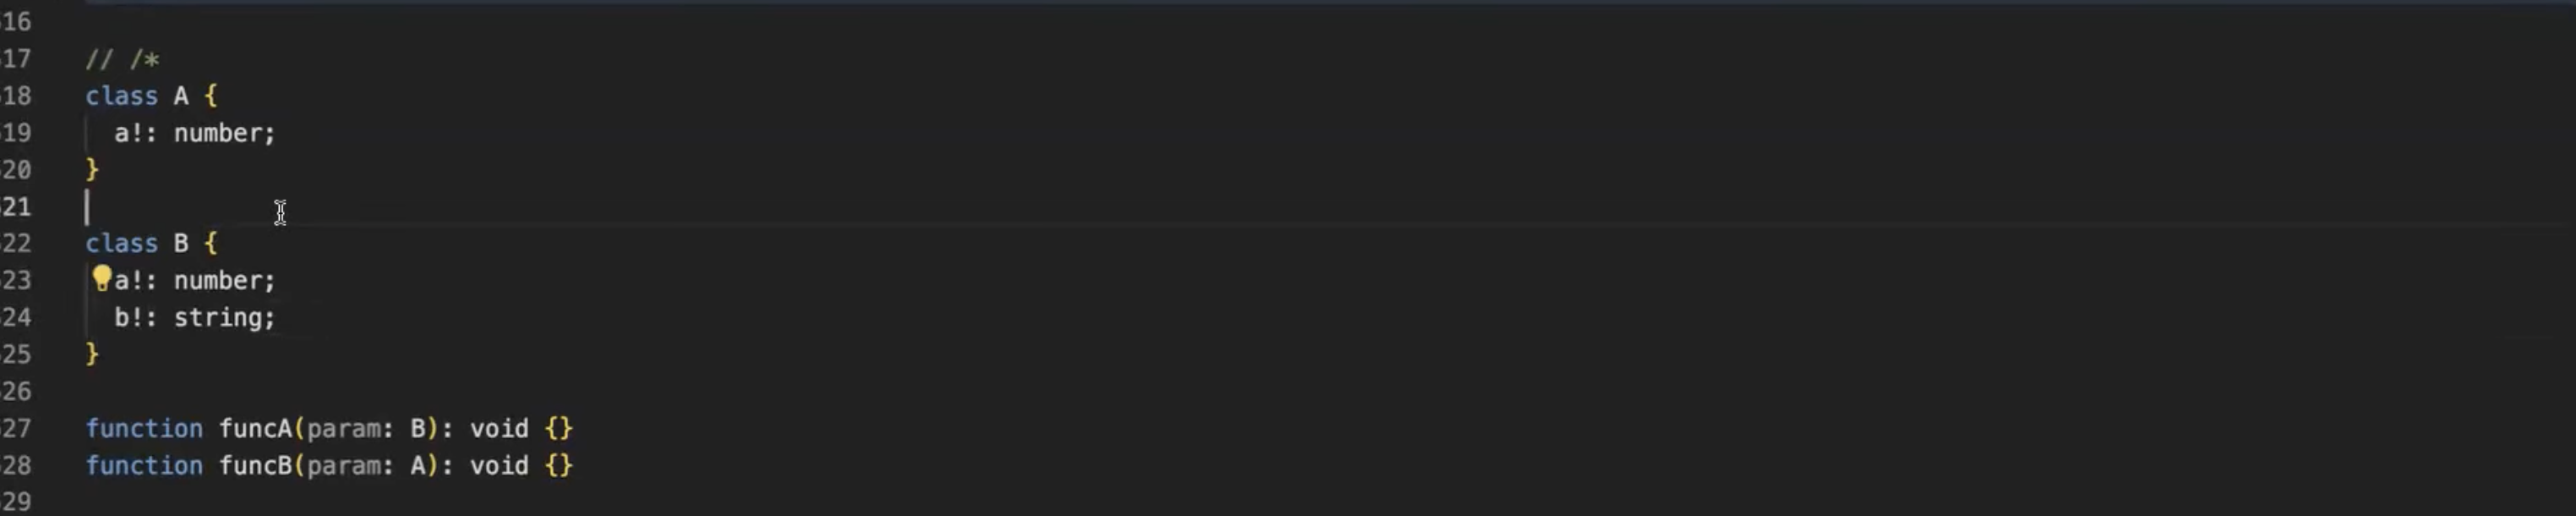 16
17 // /*
18 class A {
19 a!: number;
20 }
21
22 class B {
23 a!: number;
24 b!: string;
25 }
26
27 function funcA(param: B): void {}
28 function funcB(param: A): void {}
29